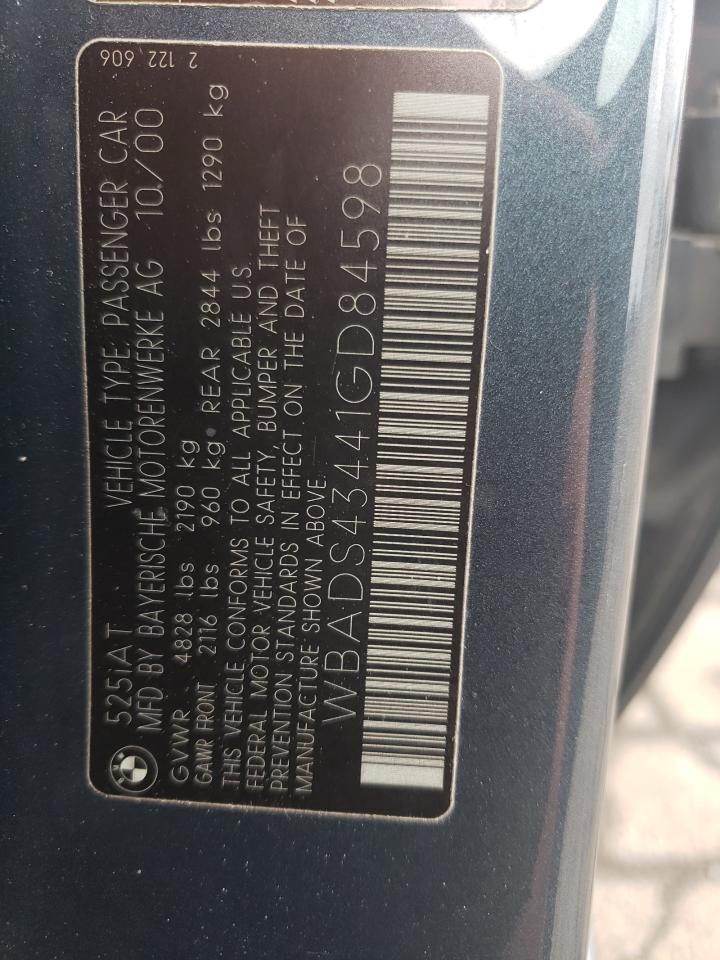 525iAT VEHICLE TYPE: PASSENGER CAR 2 122 606
MFD BY BAYERISCHE MOTORENWERKE AG 10/00
GVWR 4828 lbs 2190 kg
GAWR FRONT 2116 lbs 960 kg • REAR 2844 lbs 1290 kg
THIS VEHICLE CONFORMS TO ALL APPLICABLE U.S.
FEDERAL MOTOR VEHICLE SAFETY, BUMPER AND THEFT
PREVENTION STANDARDS IN EFFECT ON THE DATE OF
MANUFACTURE SHOWN ABOVE.
WBADS43441GD84598